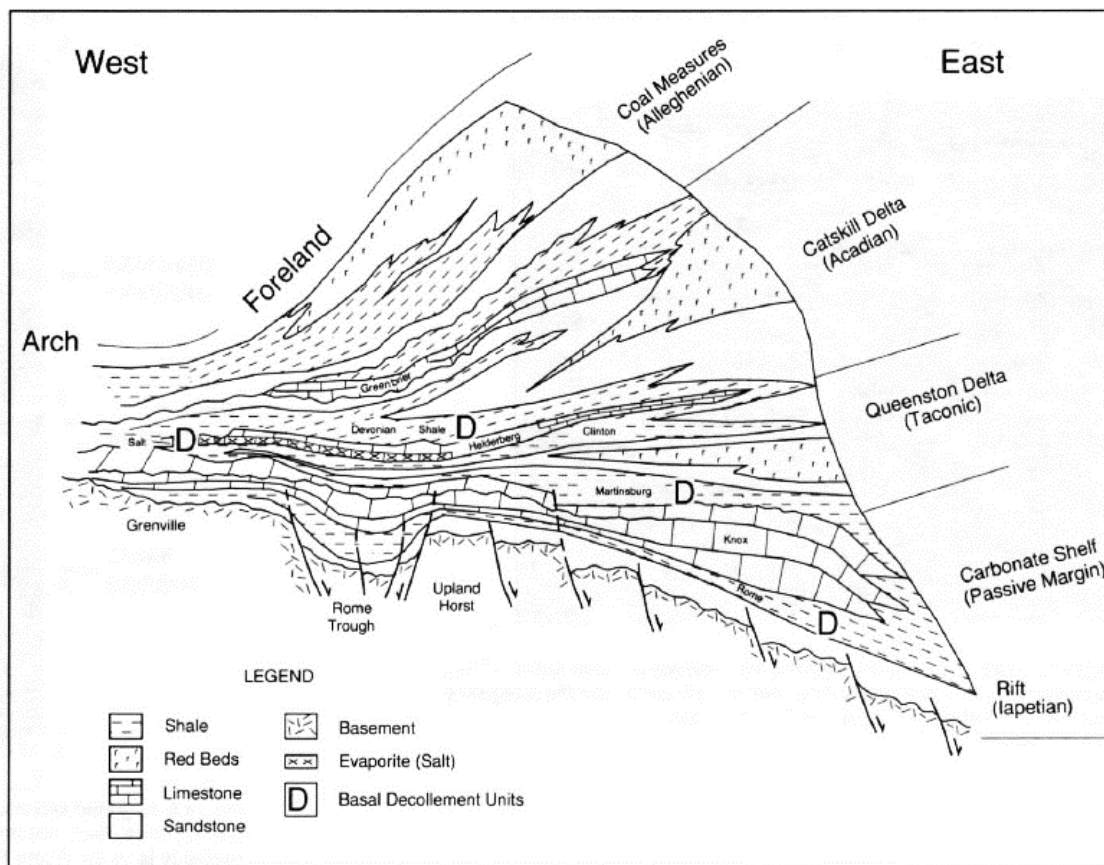 West
East
Coal Measures
(Alleghenian)
Catskill Delta
(Acadian)
Foreland
Arch
Greenbrier
Queenston Delta
(Taconic)
Devonian Shale
D
Salt
D
Helderberg
Clinton
Martinsburg
D
Grenville
Knox
Carbonate Shelf
(Passive Margin)
Rome
Upland
Horst
Rome
Trough
D
Rift
(Iapetian)
LEGEND
Shale
Red Beds
Limestone
Sandstone
Basement
Evaporite (Salt)
D
Basal Decollement Units